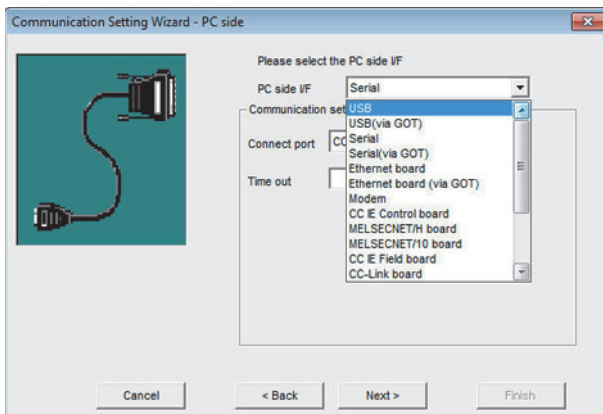 Communication Setting Wizard - PC side
Please select the PC side I/F
PC side I/F Serial
Communication set
USB
USB(via GOT)
Serial
Serial(via GOT)
Ethernet board
Ethernet board (via GOT)
Modem
CC IE Control board
MELSECNET/H board
MELSECNET/10 board
CC IE Field board
CC-Link board
Connect port CO
Time out
Cancel
< Back
Next >
Finish